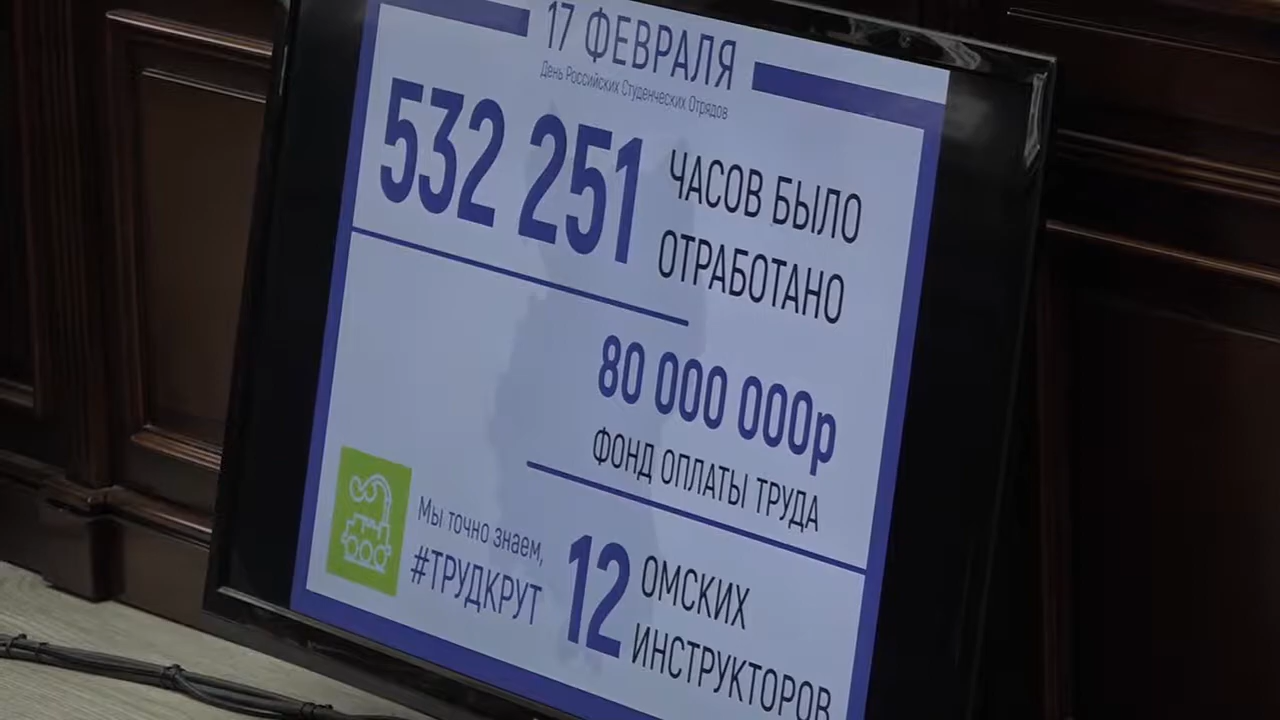 17 ФЕВРАЛЯ
День Российских Студенческих Отрядов
532 251
ЧАСОВ БЫЛО
ОТРАБОТАНО
80 000 000р
ФОНД ОПЛАТЫ ТРУДА
Мы точно знаем,
#ТРУДКРУТ
12
ОМСКИХ
ИНСТРУКТОРОВ